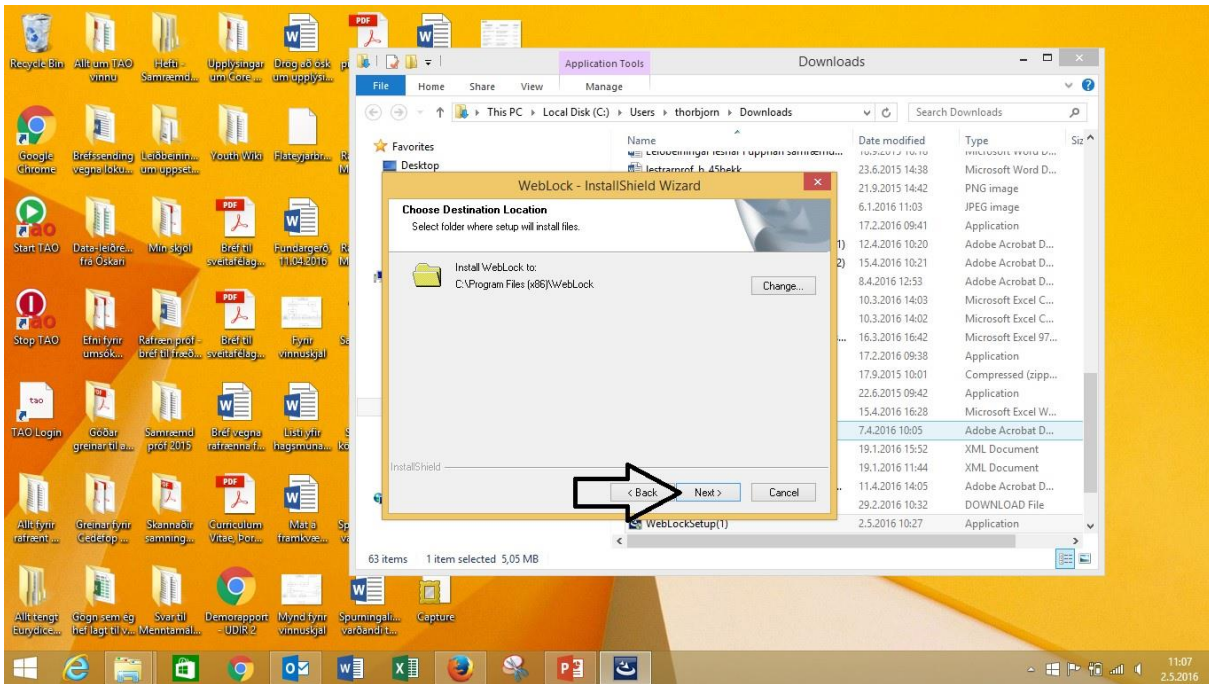 Recycle Bin
Allt um TAO
vinnu
Hefti -
Samræmd...
Upplýsingar
um Gore ...
Drög að ósk
um upplýsi...
Google
Chrome
Bréfssending
vegna loku...
Leiðbeinin...
um uppset...
Youth Wiki
Flateyjarbr...
Start TAO
Data-leiðre...
frá Óskari
Mín skjöl
Bréf til
sveitafélag...
Fundargerð,
11.04.2016
Stop TAO
Efni fyrir
umsók...
Rafræn próf -
bréf til fræð...
Bréf til
sveitafélag...
Fyrir
vinnuskjal
TAO Login
Góðar
greinar til a...
Samræmd
próf 2015
Bréf vegna
rafrænna f...
Listi yfir
hagsmuna...
Allt fyrir
rafrænt ...
Greinar fyrir
Cedefop ...
Skannaðir
samning...
Curriculum
Vitae, Þor...
Mat á
framkvæ...
Allt tengt
Eurydice...
Gögn sem ég
hef lagt til v...
Svar til
Menntamál...
Demorapport
- UDIR 2
Mynd fyrir
vinnuskjal
Spurningali...
varðandi t...
Capture
Application Tools
Downloads
File Home Share View Manage
This PC Local Disk (C:) Users thorbjorn Downloads
Search Downloads
Favorites
Desktop
Name Date modified Type Siz
lestrarprof_b_45bekk 23.6.2015 14:38 Microsoft Word D...
21.9.2015 14:42 PNG image
6.1.2016 11:03 JPEG image
17.2.2016 09:41 Application
1) 12.4.2016 10:20 Adobe Acrobat D...
2) 15.4.2016 10:21 Adobe Acrobat D...
8.4.2016 12:53 Adobe Acrobat D...
10.3.2016 14:03 Microsoft Excel C...
10.3.2016 14:02 Microsoft Excel C...
... 16.3.2016 16:42 Microsoft Excel 97...
17.2.2016 09:38 Application
17.9.2015 10:01 Compressed (zipp...
22.6.2015 09:42 Application
15.4.2016 16:28 Microsoft Excel W...
7.4.2016 10:05 Adobe Acrobat D...
19.1.2016 15:52 XML Document
19.1.2016 11:44 XML Document
11.4.2016 14:05 Adobe Acrobat D...
29.2.2016 10:32 DOWNLOAD File
WebLockSetup(1) 2.5.2016 10:27 Application
63 items 1 item selected 5,05 MB
WebLock - InstallShield Wizard
Choose Destination Location
Select folder where setup will install files.
Install WebLock to:
C:\Program Files (x86)\WebLock
Change...
InstallShield
< Back Next > Cancel
11:07
2.5.2016